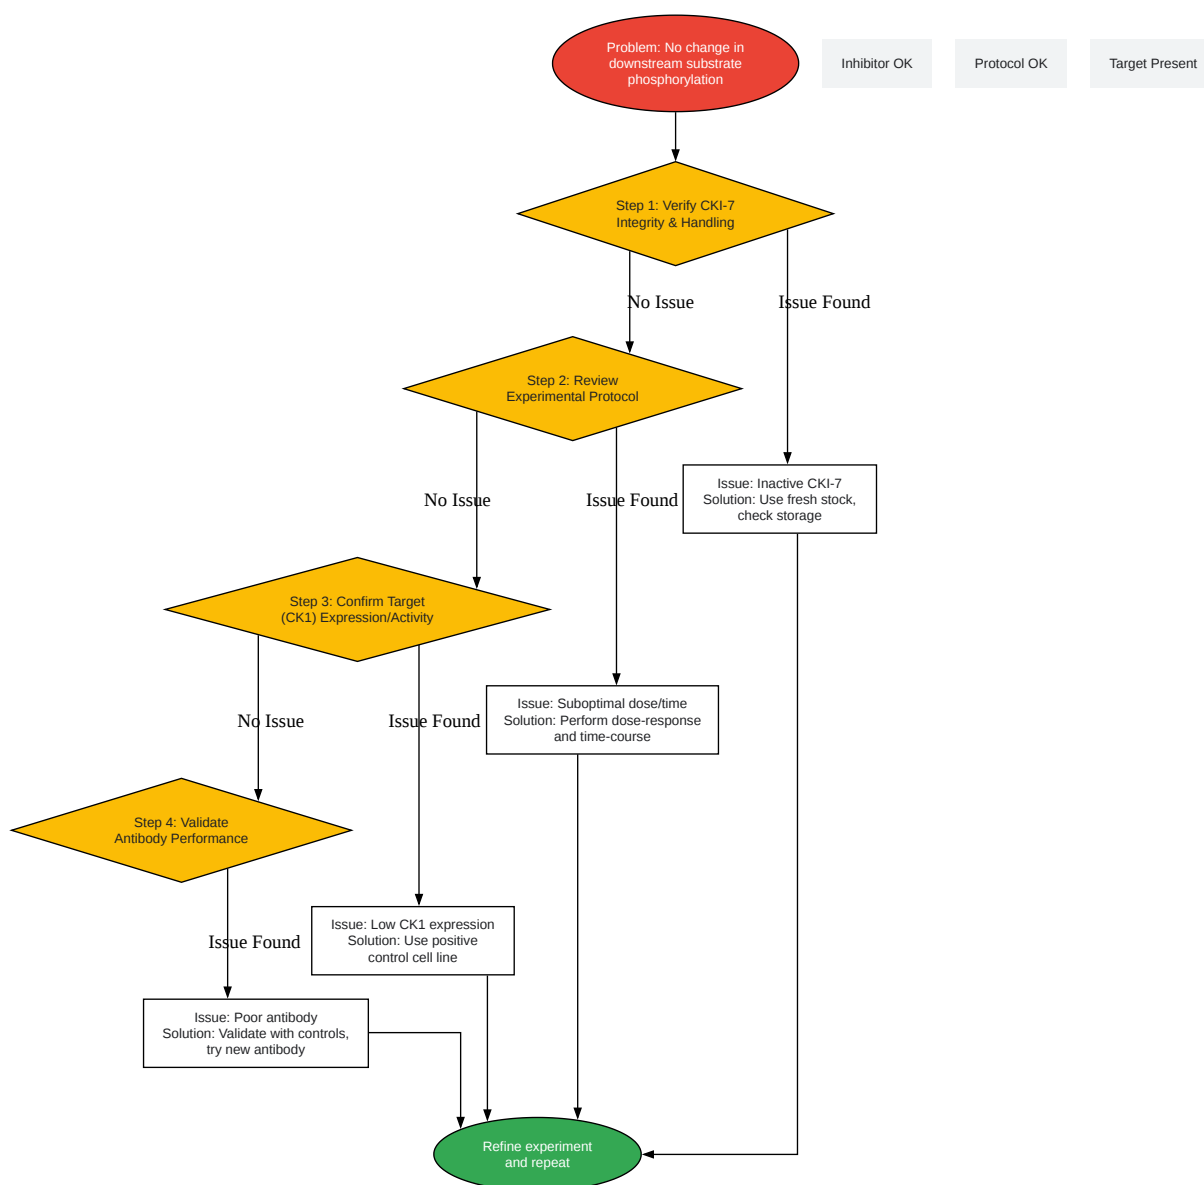 Problem: No change in
downstream substrate
phosphorylation
Inhibitor OK
Protocol OK
Target Present
Step 1: Verify CKI-7
Integrity & Handling
No Issue
Issue Found
Step 2: Review
Experimental Protocol
Issue: Inactive CKI-7
Solution: Use fresh stock,
check storage
No Issue
Issue Found
Step 3: Confirm Target
(CK1) Expression/Activity
Issue: Suboptimal dose/time
Solution: Perform dose-response
and time-course
No Issue
Issue Found
Step 4: Validate
Antibody Performance
Issue: Low CK1 expression
Solution: Use positive
control cell line
Issue Found
Issue: Poor antibody
Solution: Validate with controls,
try new antibody
Refine experiment
and repeat